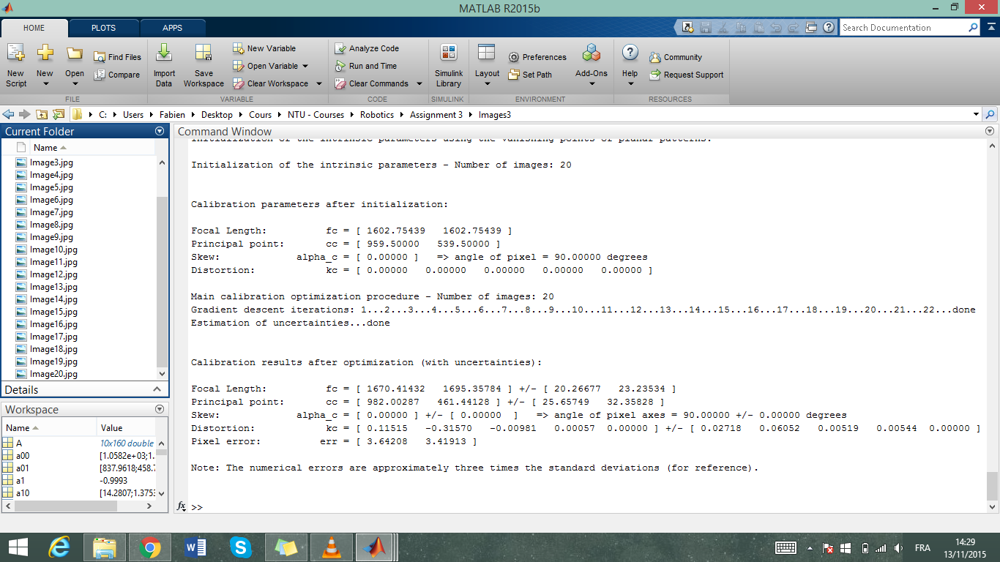 MATLAB R2015b
HOME PLOTS APPS
Search Documentation
New Script
New
Open
Find Files
Compare
Import Data
Save Workspace
New Variable
Open Variable
Clear Workspace
Analyze Code
Run and Time
Clear Commands
Simulink Library
Layout
Preferences
Set Path
Add-Ons
Help
Community
Request Support
FILE VARIABLE CODE SIMULINK ENVIRONMENT RESOURCES
C: Users Fabien Desktop Cours NTU - Courses Robotics Assignment 3 Images3
Current Folder
Name
Image3.jpg
Image4.jpg
Image5.jpg
Image6.jpg
Image7.jpg
Image8.jpg
Image9.jpg
Image10.jpg
Image11.jpg
Image12.jpg
Image13.jpg
Image14.jpg
Image15.jpg
Image16.jpg
Image17.jpg
Image18.jpg
Image19.jpg
Image20.jpg
Details
Workspace
Name Value
A 10x160 double
a00 [1.0582e+03;1.
a01 [837.9618;458.7
a1 -0.9993
a10 [14.2807;1.3753
Command Window
Initialization of the intrinsic parameters using the vanishing points of planar patterns.
Initialization of the intrinsic parameters - Number of images: 20
Calibration parameters after initialization:
Focal Length: fc = [ 1602.75439 1602.75439 ]
Principal point: cc = [ 959.50000 539.50000 ]
Skew: alpha_c = [ 0.00000 ] => angle of pixel = 90.00000 degrees
Distortion: kc = [ 0.00000 0.00000 0.00000 0.00000 0.00000 ]
Main calibration optimization procedure - Number of images: 20
Gradient descent iterations: 1...2...3...4...5...6...7...8...9...10...11...12...13...14...15...16...17...18...19...20...21...22...done
Estimation of uncertainties...done
Calibration results after optimization (with uncertainties):
Focal Length: fc = [ 1670.41432 1695.35784 ] +/- [ 20.26677 23.23534 ]
Principal point: cc = [ 982.00287 461.44128 ] +/- [ 25.65749 32.35828 ]
Skew: alpha_c = [ 0.00000 ] +/- [ 0.00000 ] => angle of pixel axes = 90.00000 +/- 0.00000 degrees
Distortion: kc = [ 0.11515 -0.31570 -0.00981 0.00057 0.00000 ] +/- [ 0.02718 0.06052 0.00519 0.00544 0.00000 ]
Pixel error: err = [ 3.64208 3.41913 ]
Note: The numerical errors are approximately three times the standard deviations (for reference).
fx >>
FRA
14:29
13/11/2015